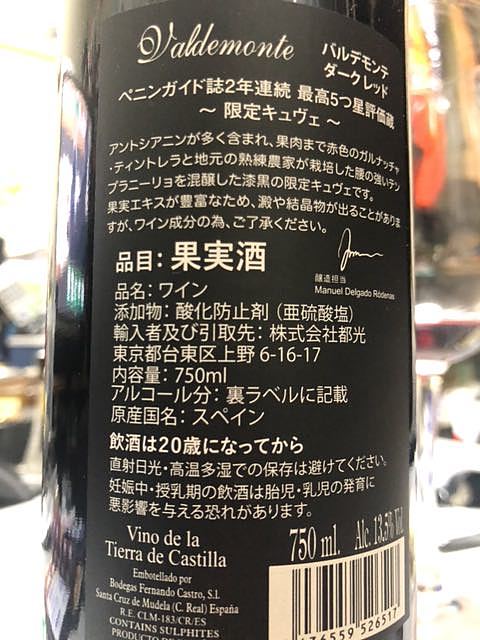 Valdemonte
バルデモンテ
ダークレッド
ペニンガイド誌2年連続 最高5つ星評価蔵
～ 限定キュヴェ ～
アントシアニンが多く含まれ、果肉まで赤色のガルナッチャ
・ティントレラと地元の熟練農家が栽培した腰の強いテン
プラニーリョを混醸した漆黒の限定キュヴェです。
果実エキスが豊富なため、澱や結晶物が出ることがありま
すが、ワイン成分の為、ご了承ください。
品目：果実酒
醸造担当
Manuel Delgado Ródenas
品名：ワイン
添加物：酸化防止剤（亜硫酸塩）
輸入者及び引取先：株式会社都光
東京都台東区上野 6-16-17
内容量：750ml
アルコール分：裏ラベルに記載
原産国名：スペイン
飲酒は20歳になってから
直射日光・高温多湿での保存は避けてください。
妊娠中・授乳期の飲酒は胎児・乳児の発育に
悪影響を与える恐れがあります。
Vino de la
Tierra de Castilla
Embotellado por
Bodegas Fernando Castro, S.L
Santa Cruz de Mudela (C. Real) España
R.E. CLM-183/CR/ES
CONTAINS SULPHITES
PRODUCT OF
750 ml. Alc. 13,5% Vol.
6559 526517